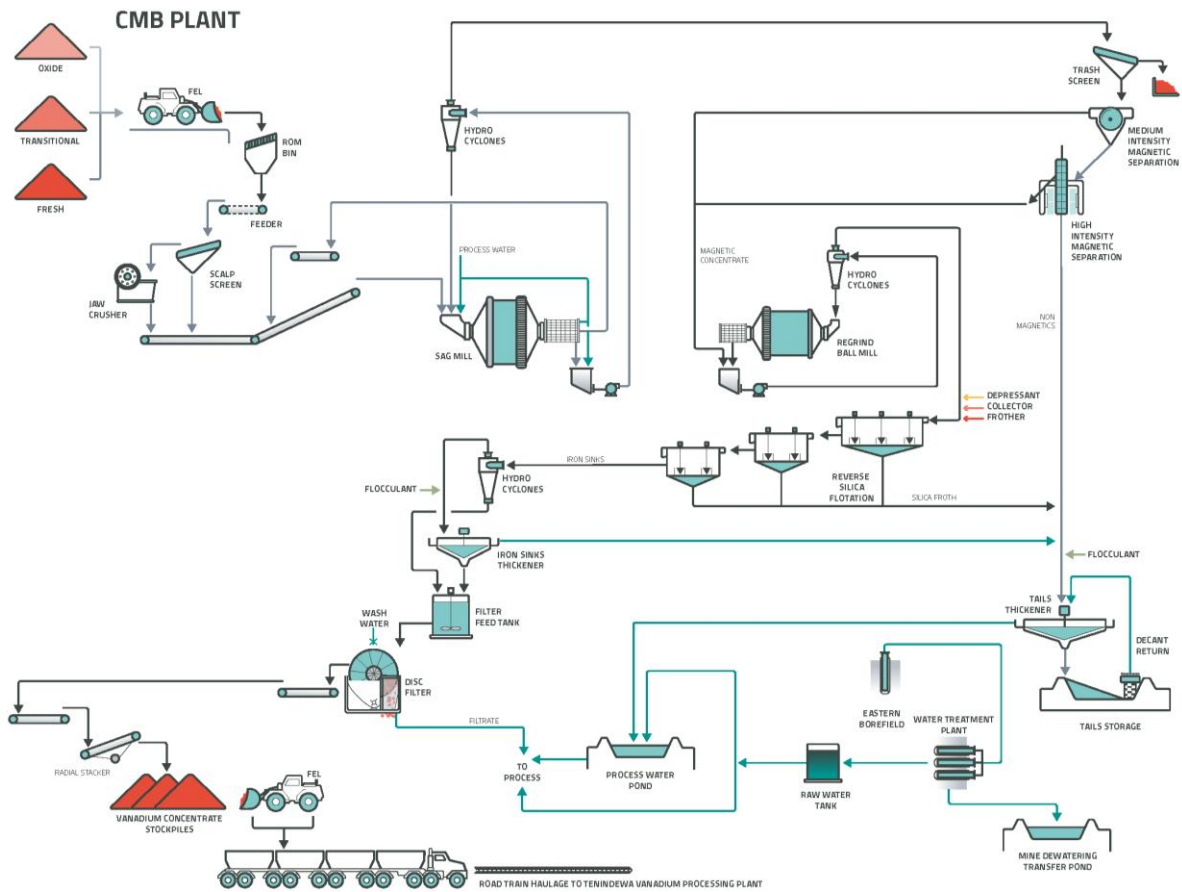 CMB PLANT
OXIDE
TRANSITIONAL
FRESH
FEL
ROM
BIN
FEEDER
SCALP
SCREEN
JAW
CRUSHER
HYDRO
CYCLONES
PROCESS WATER
SAG MILL
TRASH
SCREEN
MEDIUM
INTENSITY
MAGNETIC
SEPARATION
HIGH
INTENSITY
MAGNETIC
SEPARATION
MAGNETIC
CONCENTRATE
HYDRO
CYCLONES
REGRIND
BALL MILL
NON
MAGNETICS
DEPRESSANT
COLLECTOR
FROTHER
REVERSE
SILICA
FLOTATION
SILICA FROTH
IRON SINKS
HYDRO
CYCLONES
FLOCCULANT
IRON SINKS
THICKENER
FILTER
FEED TANK
WASH
WATER
DISC
FILTER
FILTRATE
FLOCCULANT
TAILS
THICKENER
DECANT
RETURN
TAILS STORAGE
EASTERN
BOREFIELD
WATER TREATMENT
PLANT
RAW WATER
TANK
PROCESS WATER
POND
TO
PROCESS
MINE DEWATERING
TRANSFER POND
RADIAL STACKER
VANADIUM CONCENTRATE
STOCKPILES
FEL
ROAD TRAIN HAULAGE TO TENINDEWA VANADIUM PROCESSING PLANT